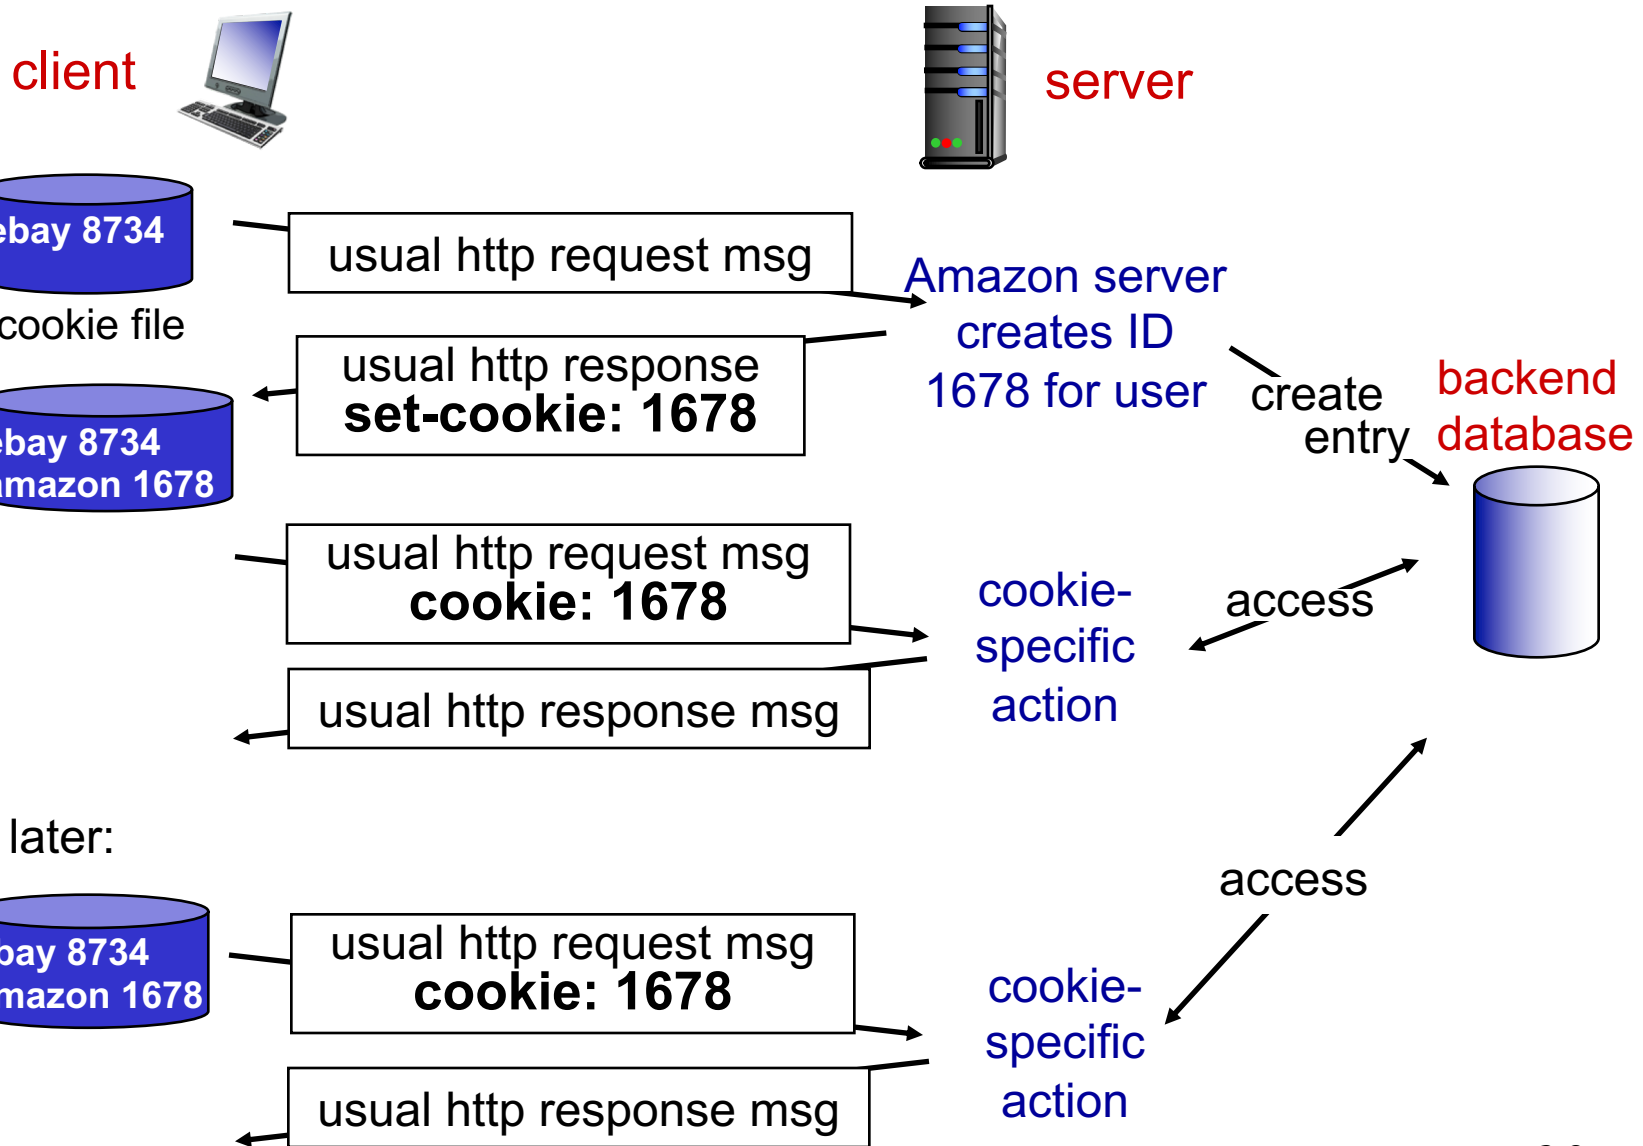 client
server
ebay 8734
usual http request msg
Amazon server
creates ID
1678 for user
cookie file
usual http response
set-cookie: 1678
create
entry
backend
database
ebay 8734
amazon 1678
usual http request msg
cookie: 1678
cookie-
specific
action
access
usual http response msg
later:
access
bay 8734
mazon 1678
usual http request msg
cookie: 1678
cookie-
specific
action
usual http response msg